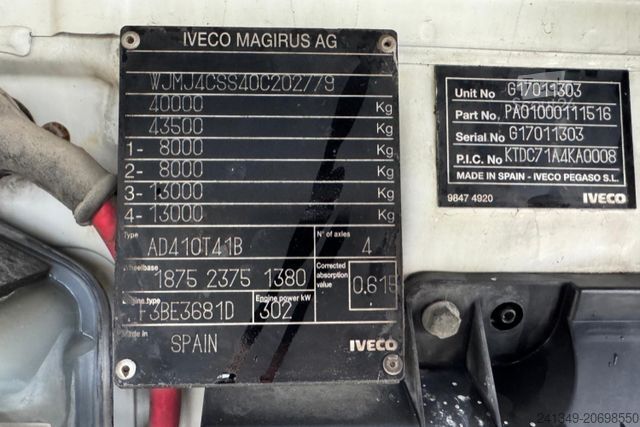 IVECO MAGIRUS AG
WJMJ4CSS40C202779
40000 Kg
43500 Kg
1- 8000 Kg
2- 8000 Kg
3- 13000 Kg
4- 13000 Kg
Type AD410T41B N° of axles 4
Wheelbase 1875 2375 1380 Corrected absorption value 0.615
Engine type F3BE3681D Engine power kW 302
Made in SPAIN IVECO
Unit No G17011303
Part No PA01000111516
Serial No G17011303
P.I.C. No KTDC71A4KA0008
MADE IN SPAIN - IVECO PEGASO S.L.
9847 4920 IVECO
241349-20698550